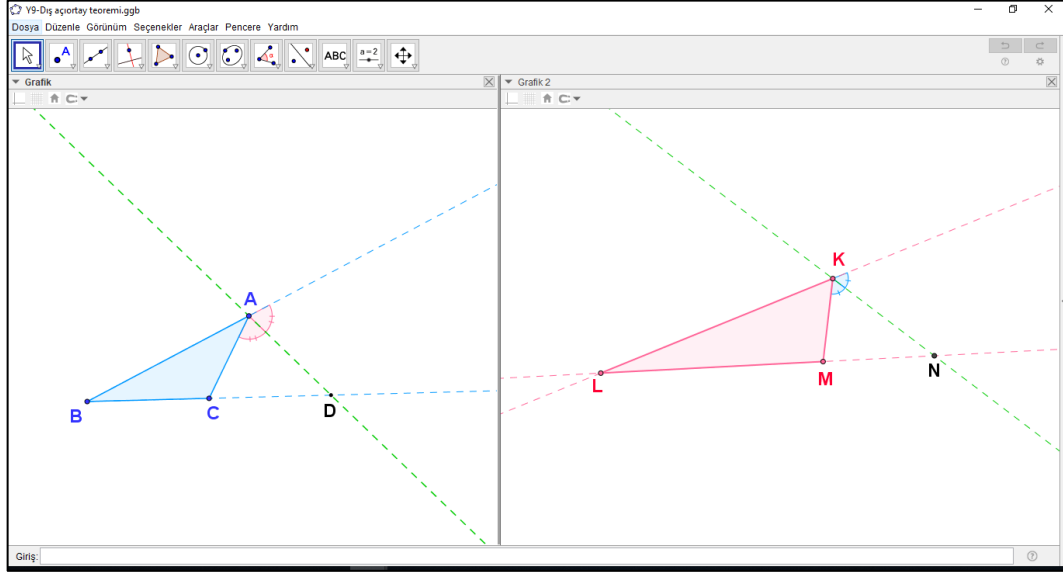 Y9-Dış açıortay teoremi.ggb
Dosya Düzenle Görünüm Seçenekler Araçlar Pencere Yardım
A
ABC
a=2
Grafik
Grafik 2
A
B
C
D
K
L
M
N
Giriş: